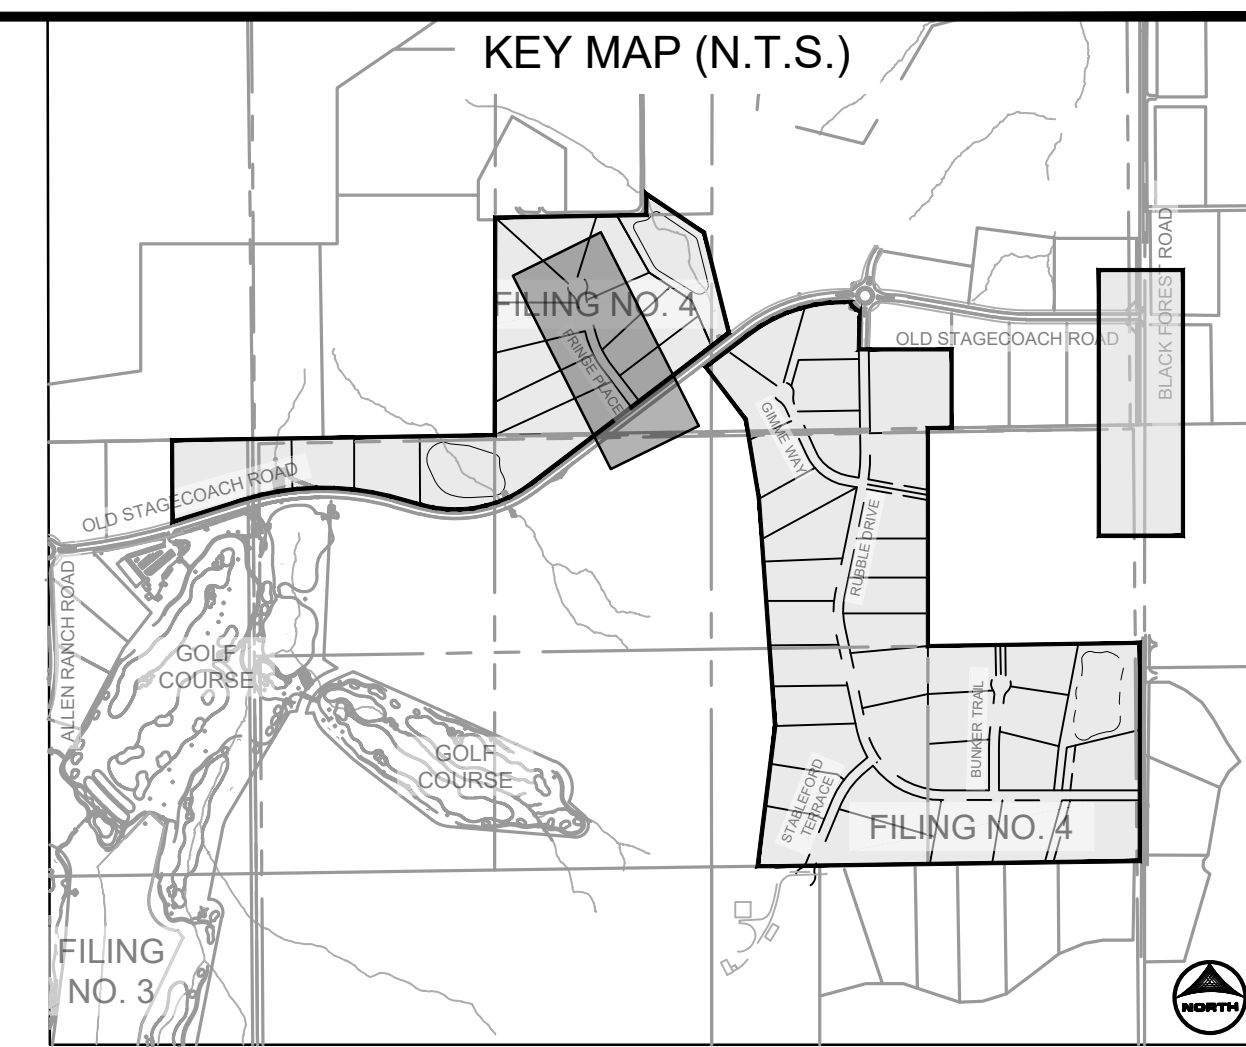 KEY MAP (N.T.S.)
BLACK FOREST ROAD
FILING NO. 4
OLD STAGECOACH ROAD
FRINGE PLACE
GIMME WAY
OLD STAGECOACH ROAD
RUBBLE DRIVE
ALLEN RANCH ROAD
GOLF
COURSE
BUNKER TRAIL
GOLF
COURSE
STABLEFORD
TERRACE
FILING NO. 4
FILING
NO. 3
NORTH